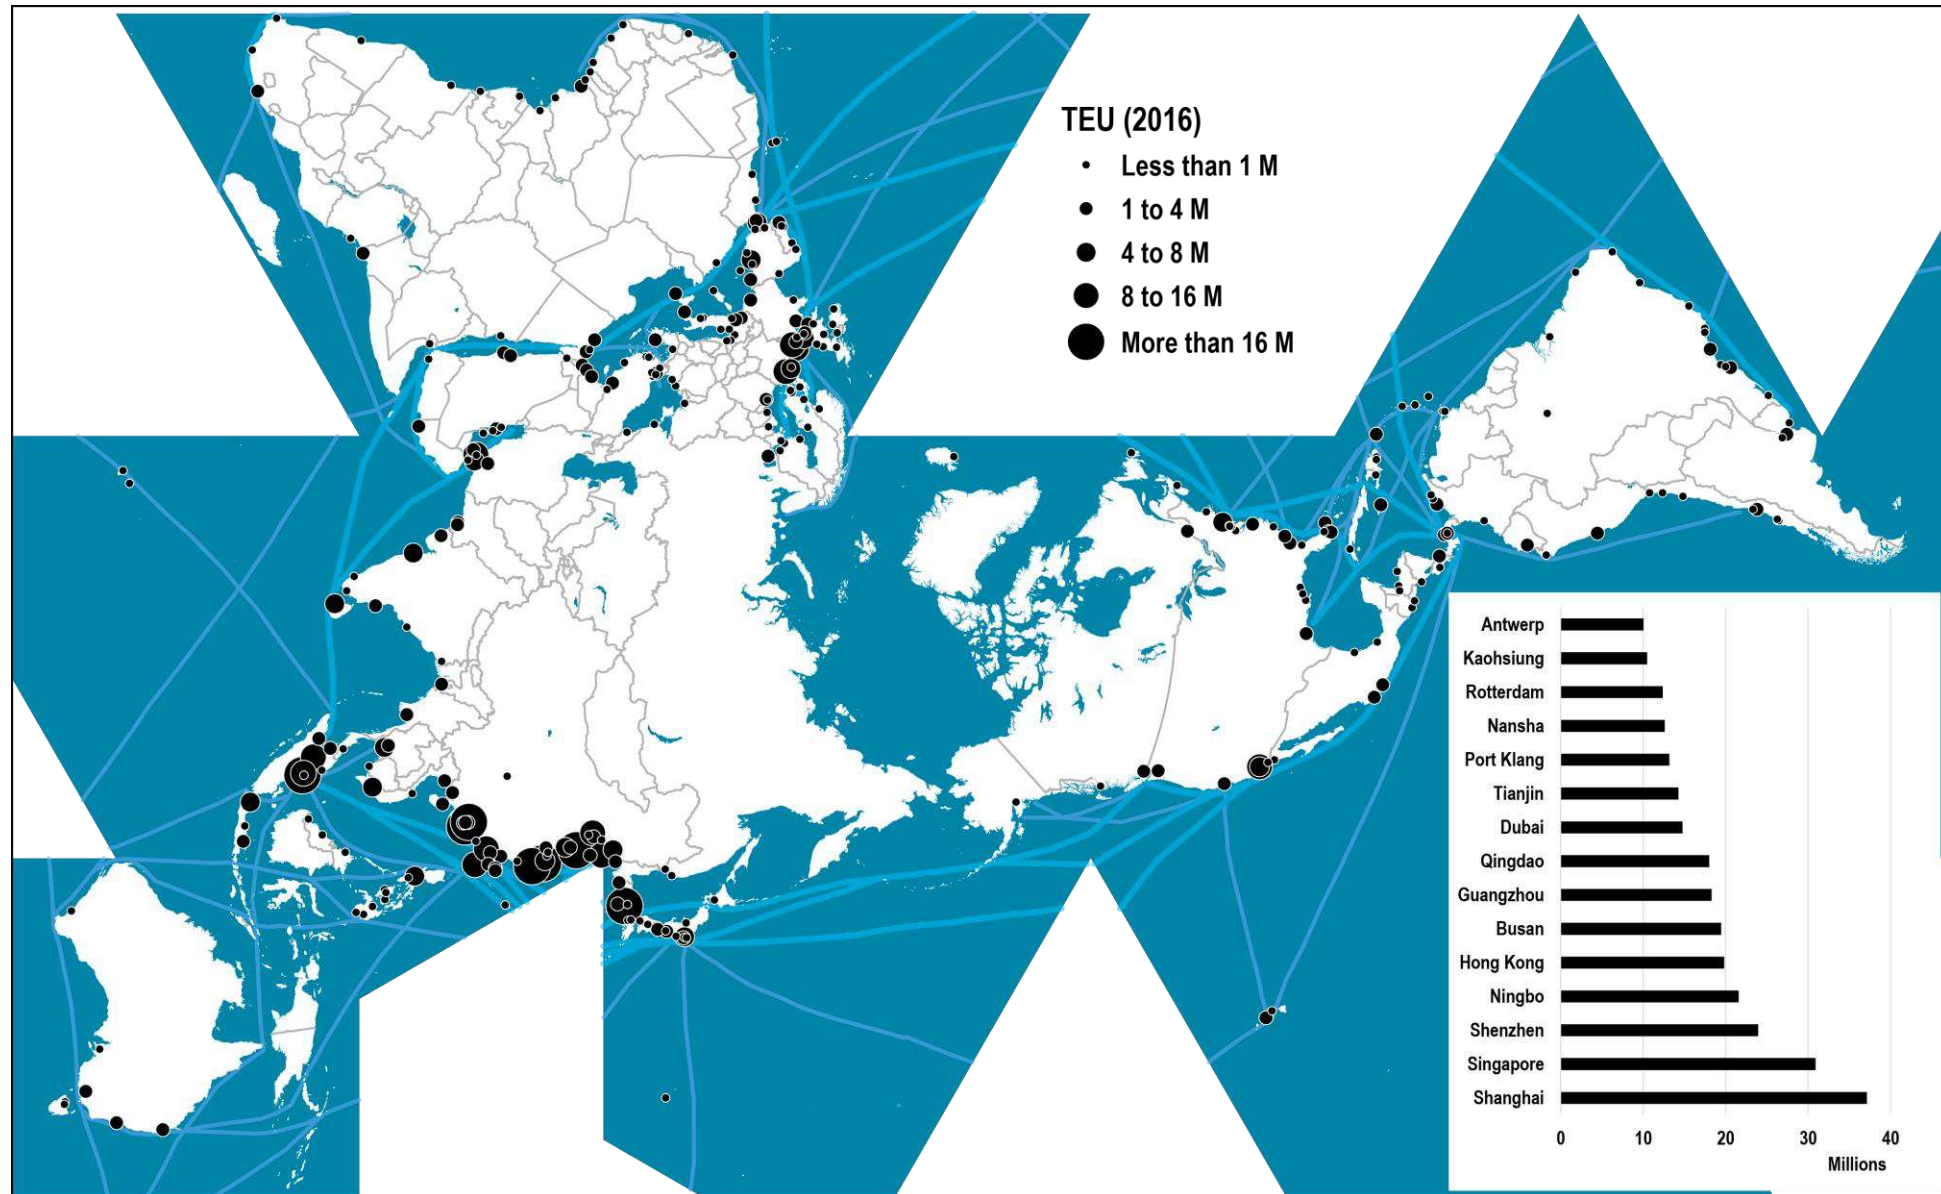 TEU (2016)
Less than 1 M
1 to 4 M
4 to 8 M
8 to 16 M
More than 16 M
Antwerp
Kaohsiung
Rotterdam
Nansha
Port Klang
Tianjin
Dubai
Qingdao
Guangzhou
Busan
Hong Kong
Ningbo
Shenzhen
Singapore
Shanghai
0 10 20 30 40
Millions